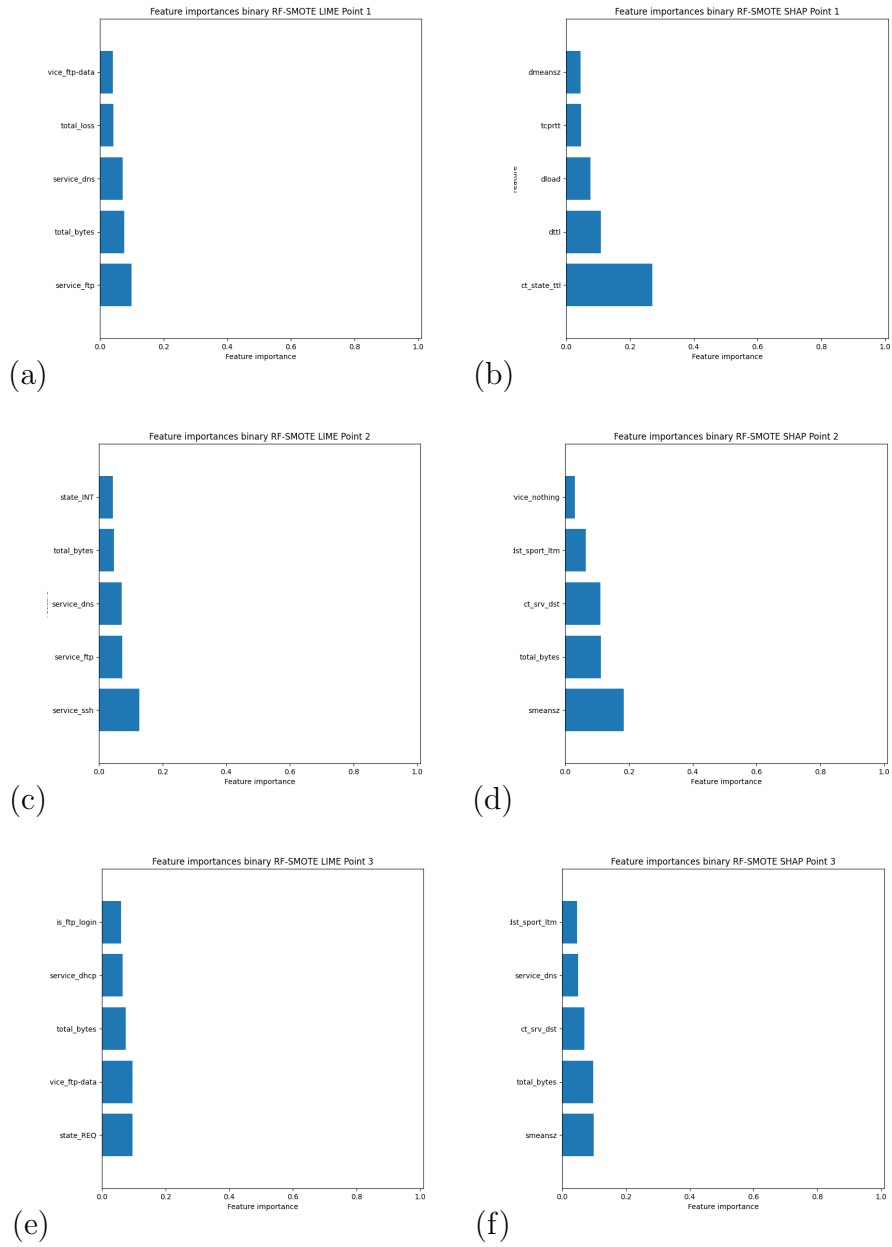 Feature importances binary RF-SMOTE LIME Point 1
vice_ftp-data
total_loss
service_dns
total_bytes
service_ftp
0.0 0.2 0.4 0.6 0.8 1.0
Feature importance
(a)
Feature importances binary RF-SMOTE SHAP Point 1
dmeansz
tcprtt
dload
dttl
ct_state_ttl
0.0 0.2 0.4 0.6 0.8 1.0
Feature importance
(b)
Feature importances binary RF-SMOTE LIME Point 2
state_INT
total_bytes
service_dns
service_ftp
service_ssh
0.0 0.2 0.4 0.6 0.8 1.0
Feature importance
(c)
Feature importances binary RF-SMOTE SHAP Point 2
vice_nothing
dst_sport_ltm
ct_srv_dst
total_bytes
smeansz
0.0 0.2 0.4 0.6 0.8 1.0
Feature importance
(d)
Feature importances binary RF-SMOTE LIME Point 3
is_ftp_login
service_dhcp
total_bytes
vice_ftp-data
state_REQ
0.0 0.2 0.4 0.6 0.8 1.0
Feature importance
(e)
Feature importances binary RF-SMOTE SHAP Point 3
dst_sport_ltm
service_dns
ct_srv_dst
total_bytes
smeansz
0.0 0.2 0.4 0.6 0.8 1.0
Feature importance
(f)